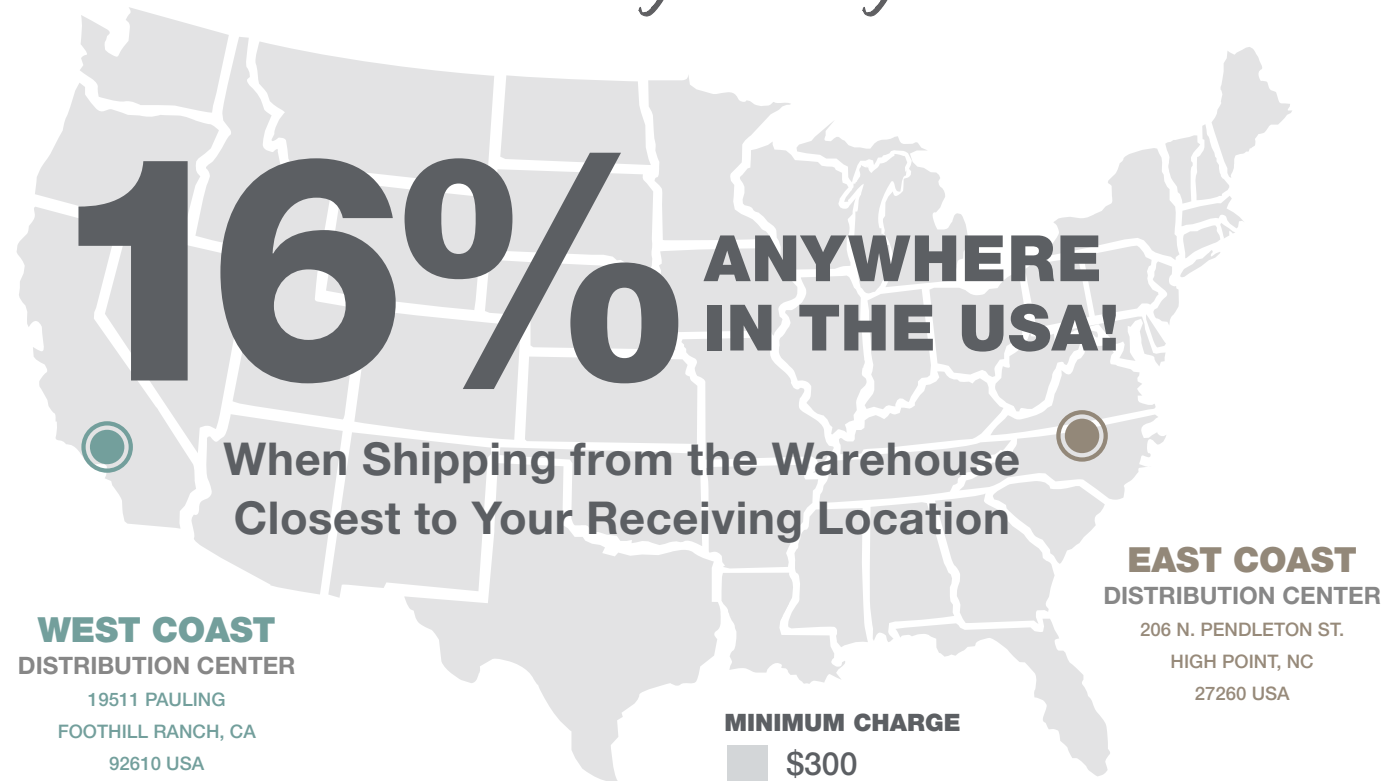 16%
ANYWHERE
IN THE USA!
When Shipping from the Warehouse
Closest to Your Receiving Location
EAST COAST
DISTRIBUTION CENTER
206 N. PENDLETON ST.
HIGH POINT, NC
27260 USA
WEST COAST
DISTRIBUTION CENTER
19511 PAULING
FOOTHILL RANCH, CA
92610 USA
MINIMUM CHARGE
$300